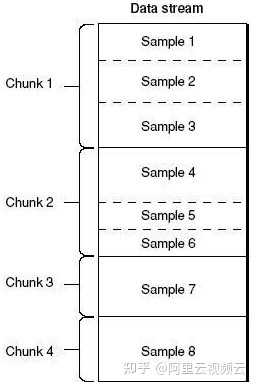 Data stream
Chunk 1
Sample 1
Sample 2
Sample 3
Chunk 2
Sample 4
Sample 5
Sample 6
Chunk 3
Sample 7
Chunk 4
Sample 8
知乎 @阿里云视频云